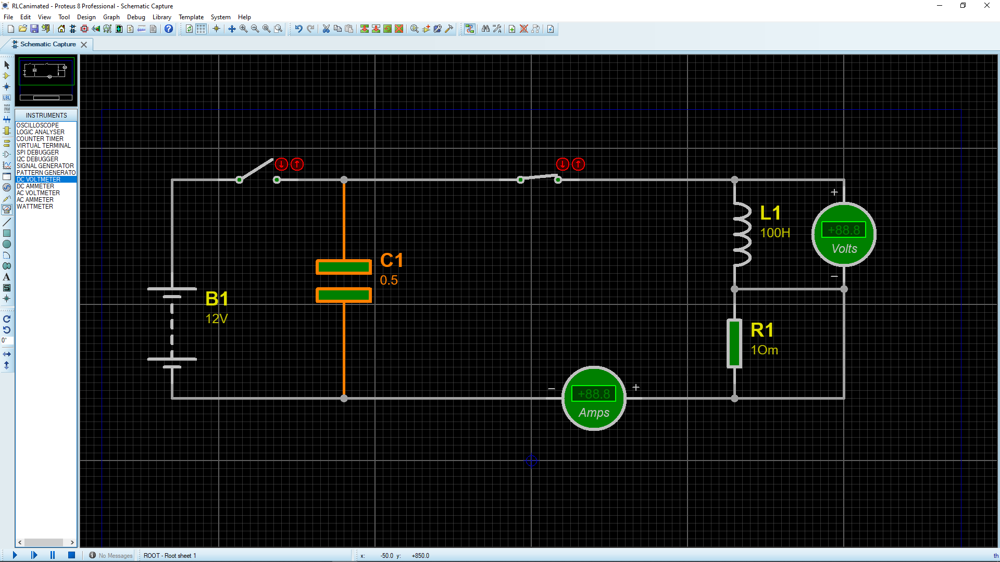 RLCanimated - Proteus 8 Professional - Schematic Capture
File Edit View Tool Design Graph Debug Library Template System Help
Schematic Capture
INSTRUMENTS
OSCILLOSCOPE
LOGIC ANALYSER
COUNTER TIMER
VIRTUAL TERMINAL
SPI DEBUGGER
I2C DEBUGGER
SIGNAL GENERATOR
PATTERN GENERATO
DC VOLTMETER
DC AMMETER
AC VOLTMETER
AC AMMETER
WATTMETER
LBL
A
S
0°
B1
12V
C1
0.5
L1
100H
+
+88.8
Volts
−
R1
1Om
−
+88.8
Amps
+
No Messages
ROOT - Root sheet 1
x: -50.0 y: +850.0
th